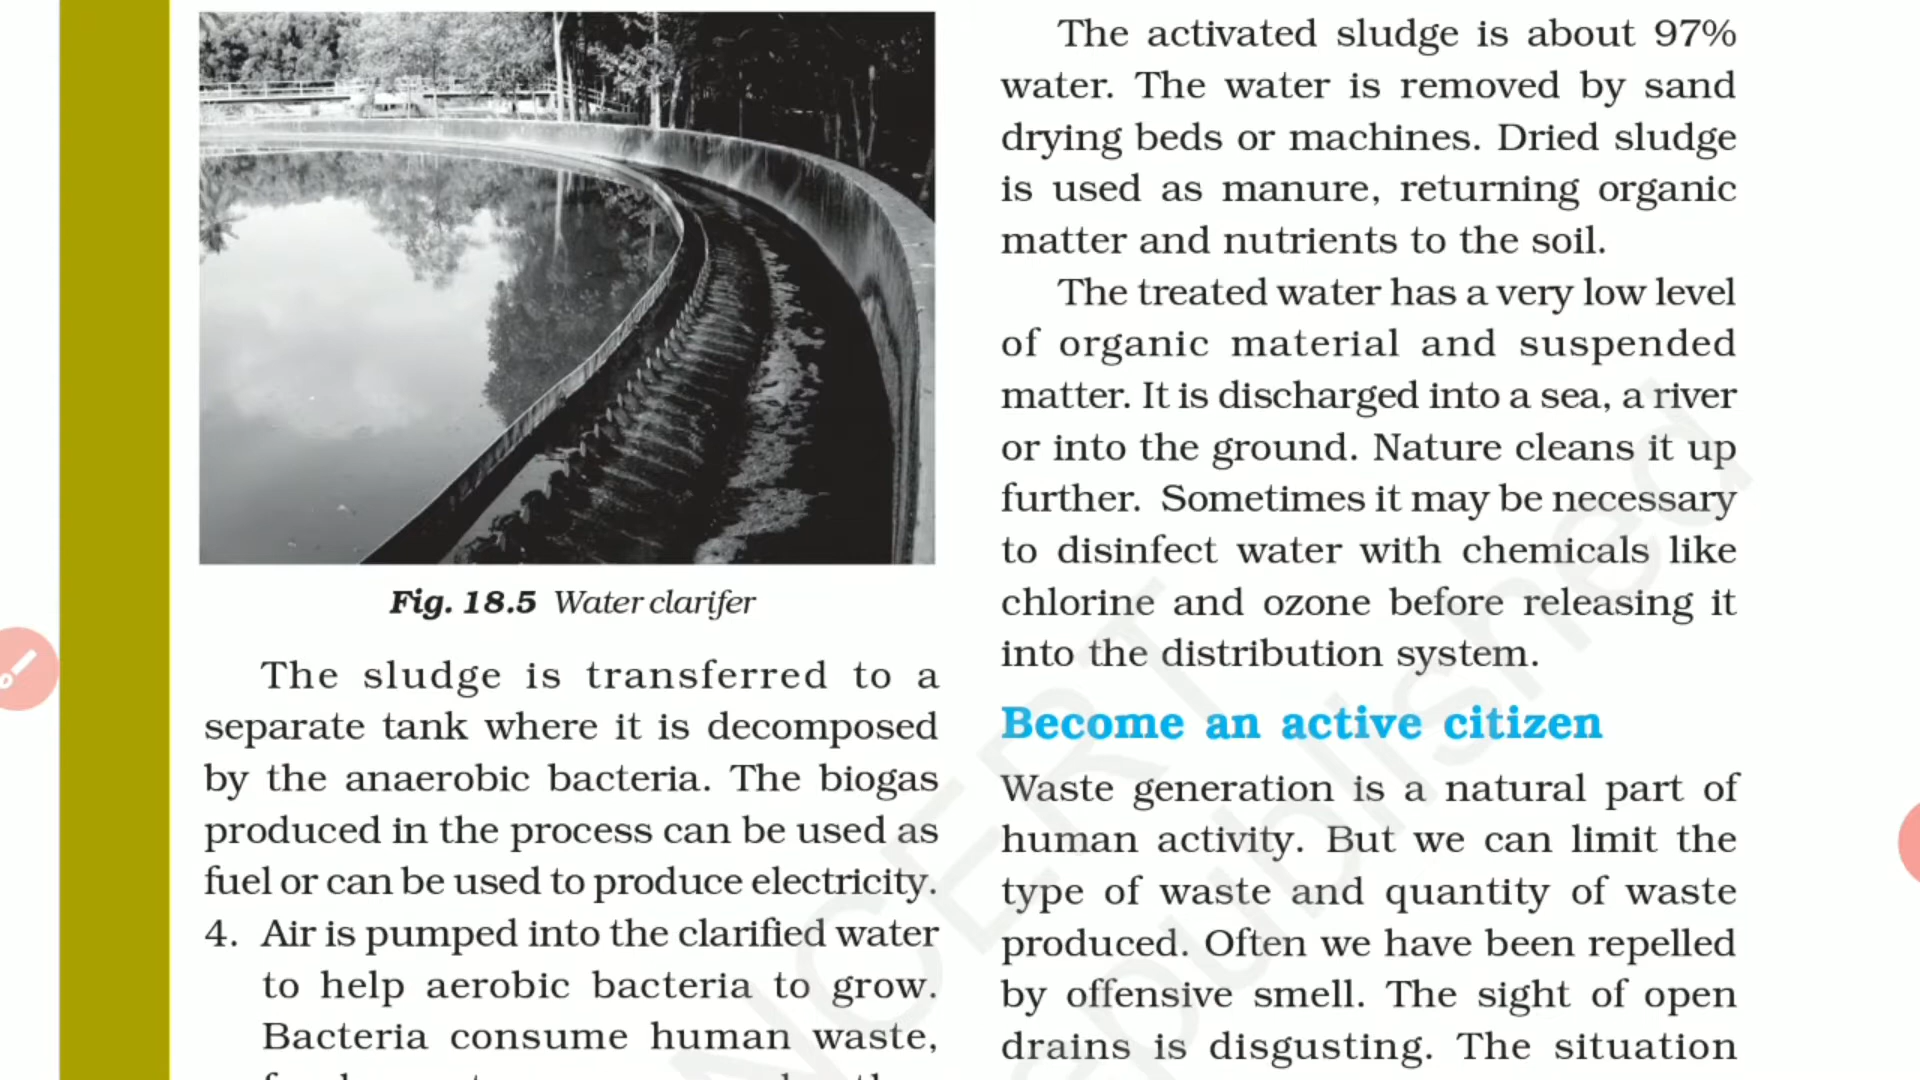 Fig. 18.5 Water clarifer
The sludge is transferred to a
separate tank where it is decomposed
by the anaerobic bacteria. The biogas
produced in the process can be used as
fuel or can be used to produce electricity.
4. Air is pumped into the clarified water
to help aerobic bacteria to grow.
Bacteria consume human waste,
The activated sludge is about 97%
water. The water is removed by sand
drying beds or machines. Dried sludge
is used as manure, returning organic
matter and nutrients to the soil.
The treated water has a very low level
of organic material and suspended
matter. It is discharged into a sea, a river
or into the ground. Nature cleans it up
further. Sometimes it may be necessary
to disinfect water with chemicals like
chlorine and ozone before releasing it
into the distribution system.
Become an active citizen
Waste generation is a natural part of
human activity. But we can limit the
type of waste and quantity of waste
produced. Often we have been repelled
by offensive smell. The sight of open
drains is disgusting. The situation
NCERT
published